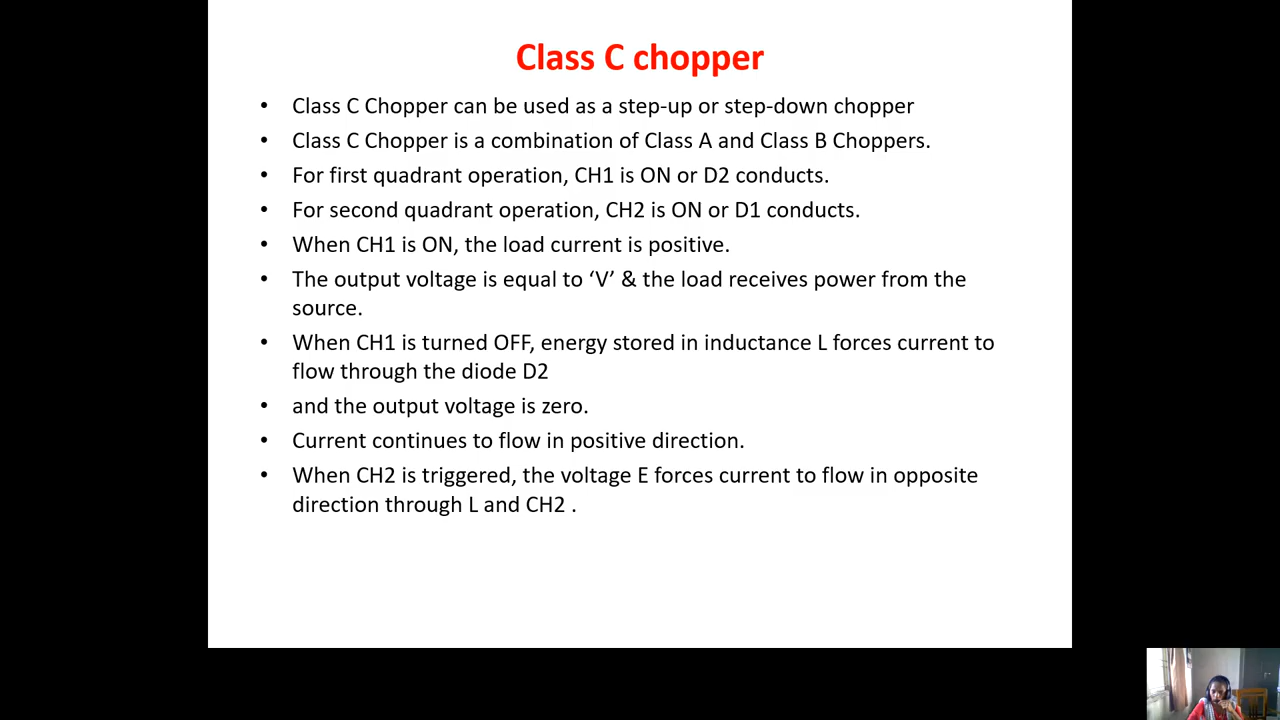 Class C chopper
• Class C Chopper can be used as a step-up or step-down chopper
• Class C Chopper is a combination of Class A and Class B Choppers.
• For first quadrant operation, CH1 is ON or D2 conducts.
• For second quadrant operation, CH2 is ON or D1 conducts.
• When CH1 is ON, the load current is positive.
• The output voltage is equal to ‘V’ & the load receives power from the
source.
• When CH1 is turned OFF, energy stored in inductance L forces current to
flow through the diode D2
• and the output voltage is zero.
• Current continues to flow in positive direction.
• When CH2 is triggered, the voltage E forces current to flow in opposite
direction through L and CH2 .